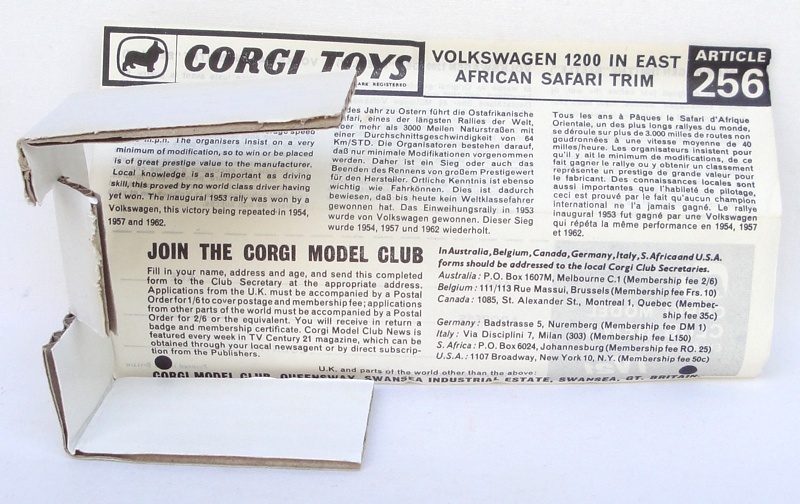 CORGI TOYS
ARE REGISTERED
VOLKSWAGEN 1200 IN EAST
AFRICAN SAFARI TRIM
ARTICLE
256
speed
m.p.h. The organisers insist on a very
minimum of modification, so to win or be placed
is of great prestige value to the manufacturer.
Local knowledge is as important as driving
skill, this proved by no world class driver having
yet won. The inaugural 1953 rally was won by a
Volkswagen, this victory being repeated in 1954,
1957 and 1962.
des Jahr zu Ostern führt die Ostafrikanische
afari, eines der längsten Rallies der Welt,
ber mehr als 3000 Meilen Naturstraßen mit
einer Durchschnittsgeschwindigkeit von 64
Km/STD. Die Organisatoren bestehen darauf,
daß nur minimale Modifikationen vorgenommen
werden. Daher ist ein Sieg oder auch das
Beenden des Rennens von großem Prestigewert
für den Hersteller. Ortliche Kenntnist ist ebenso
wichtig wie Fahrkönnen. Dies ist dadurch
bewiesen, daß bis heute kein Weltklassefahrer
gewonnen hat. Das Einweihungsrally in 1953
wurde von Volkswagen gewonnen. Dieser Sieg
wurde 1954, 1957 und 1962 wiederholt.
Tous les ans à Pâques le Safari d'Afrique
Orientale, un des plus longs rallyes du monde,
se déroule sur plus de 3.000 milles de routes non
goudronnées à une vitesse moyenne de 40
milles/heure. Les organisateurs insistent pour
qu'il y ait le minimum de modifications, de ce
fait gagner le rallye ou y obtenir un classement
représente un prestige de grande valeur pour
le fabricant. Des connaissances locales sont
aussi importantes que l'habileté de pilotage,
ceci est prouvé par le fait qu'aucun champion
International ne l'a jamais gagné. Le rallye
inaugural 1953 fut gagné par une Volkswagen
qui répéta la même performance en 1954, 1957
et 1962.
JOIN THE CORGI MODEL CLUB
Fill in your name, address and age, and send this completed
form to the Club Secretary at the appropriate address.
Applications from the U.K. must be accompanied by a Postal
Order for 1/6 to cover postage and membership fee; applications
from other parts of the world must be accompanied by a Postal
Order for 2/6 or the equivalent. You will receive in return a
badge and membership certificate. Corgi Model Club News is
featured every week in TV Century 21 magazine, which can be
obtained through your local newsagent or by direct subscrip-
tion from the Publishers.
In Australia, Belgium, Canada, Germany, Italy, S. Africa and U.S.A.
forms should be addressed to the local Corgi Club Secretaries.
Australia: P.O. Box 1607M, Melbourne C.1 (Membership fee 2/6)
Belgium: 111/113 Rue Massui, Brussels (Membership fee Frs. 10)
Canada: 1085, St. Alexander St., Montreal 1, Quebec (Member-
ship fee 35c)
Germany: Badstrasse 5, Nuremberg (Membership fee DM 1)
Italy: Via Disciplini 7, Milan (303) (Membership fee L150)
S. Africa: P.O. Box 6024, Johannesburg (Membership fee RO. 25)
U.S.A.: 1107 Broadway, New York 10, N.Y. (Membership fee 50c)
U.K. and parts of the world other than the above:
CORGI MODEL CLUB, QUEENSWAY, SWANSEA INDUSTRIAL ESTATE, SWANSEA, GT. BRITAIN